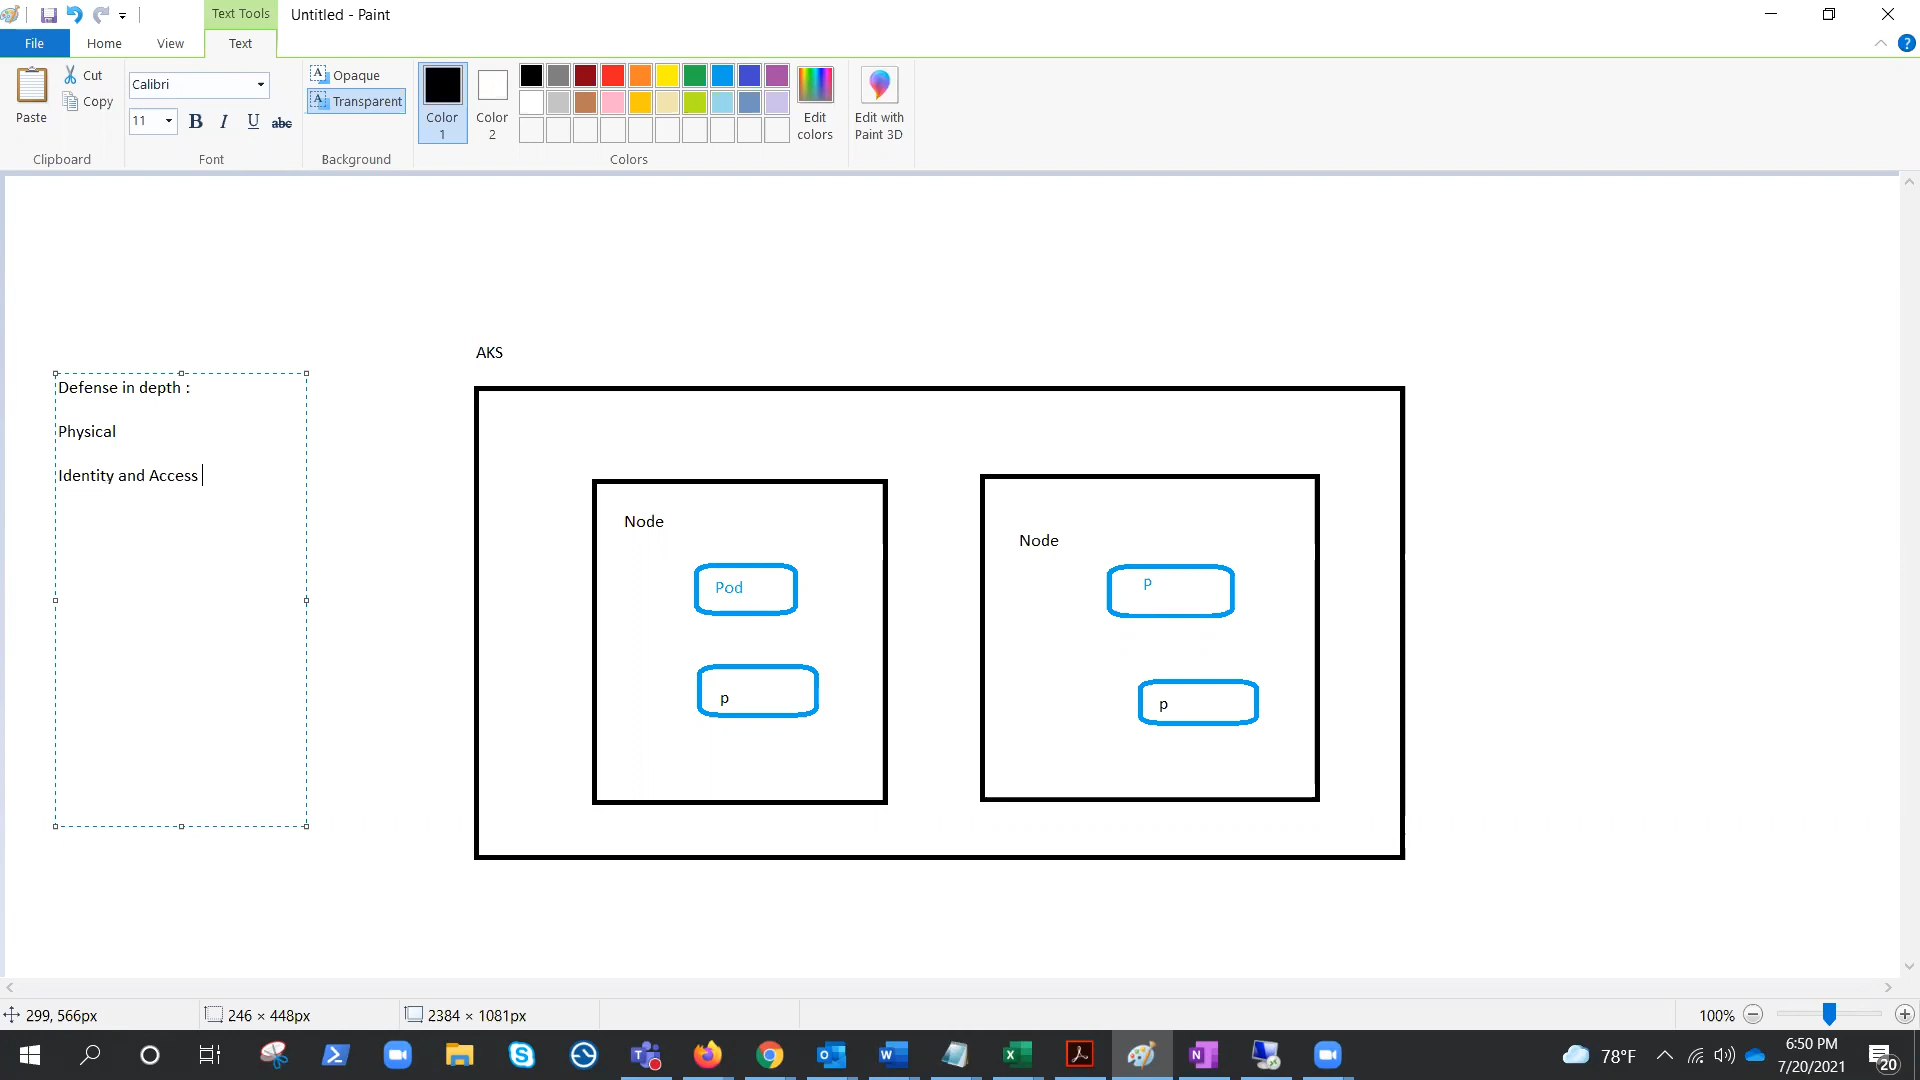 Text Tools
Untitled - Paint
File
Home
View
Text
Paste
Cut
Copy
Clipboard
Calibri
11
B I U abc
Font
Opaque
Transparent
Background
Color 1
Color 2
Edit colors
Colors
Edit with Paint 3D
AKS
Defense in depth :
Physical
Identity and Access
Node
Pod
p
Node
P
p
299, 566px
246 × 448px
2384 × 1081px
100%
78°F
6:50 PM
7/20/2021
20